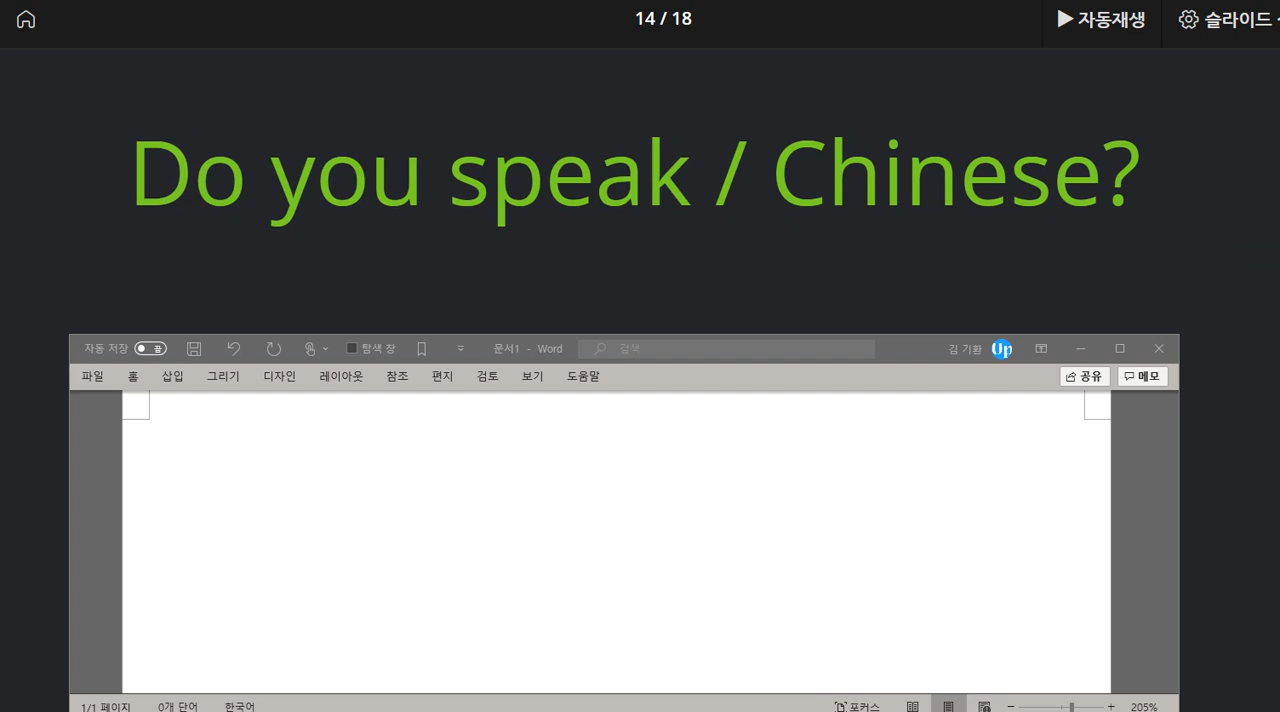 14 / 18
▶ 자동재생
슬라이드
Do you speak / Chinese?
자동 저장 끔
탐색 창
문서1 - Word
검색
김 기환
Up
파일 홈 삽입 그리기 디자인 레이아웃 참조 편지 검토 보기 도움말
공유
메모
1/1 페이지 0개 단어 한국어
포커스
205%